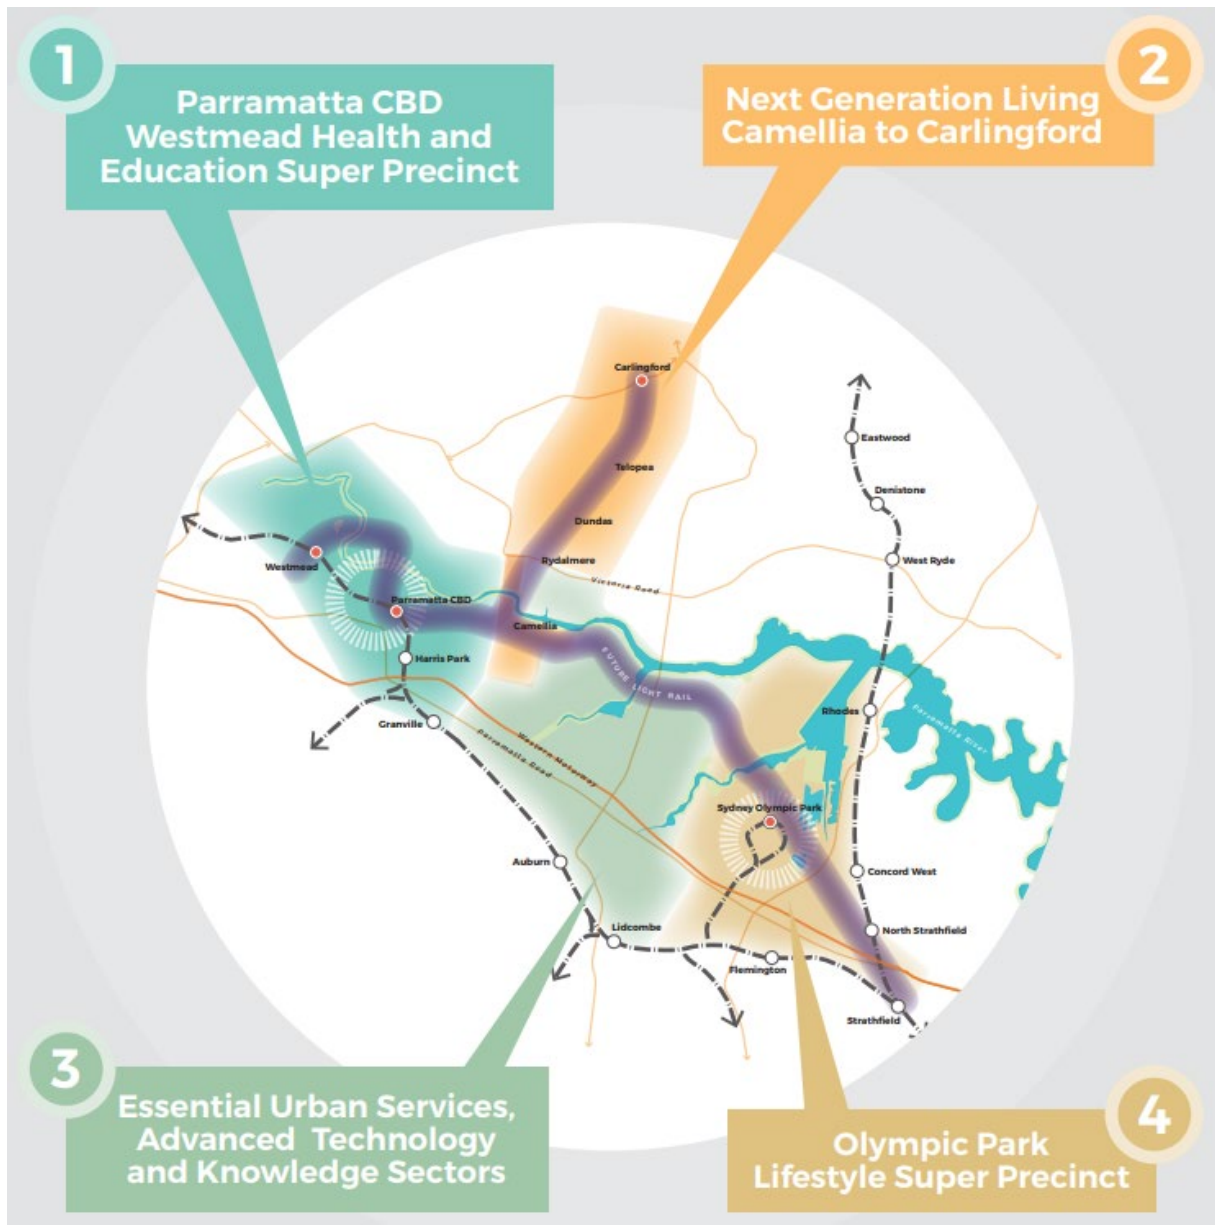 1
Parramatta CBD
Westmead Health and
Education Super Precinct
2
Next Generation Living
Camellia to Carlingford
Carlingford
Eastwood
Telopea
Denistone
Dundas
Rydalmere
West Ryde
Westmead
Victoria Road
Parramatta CBD
Camellia
Harris Park
FUTURE LIGHT RAIL
Rhodes
Parramatta River
Granville
Parramatta Road
Western Motorway
Sydney Olympic Park
Auburn
Concord West
Lidcombe
North Strathfield
Flemington
Strathfield
3
Essential Urban Services,
Advanced Technology
and Knowledge Sectors
4
Olympic Park
Lifestyle Super Precinct